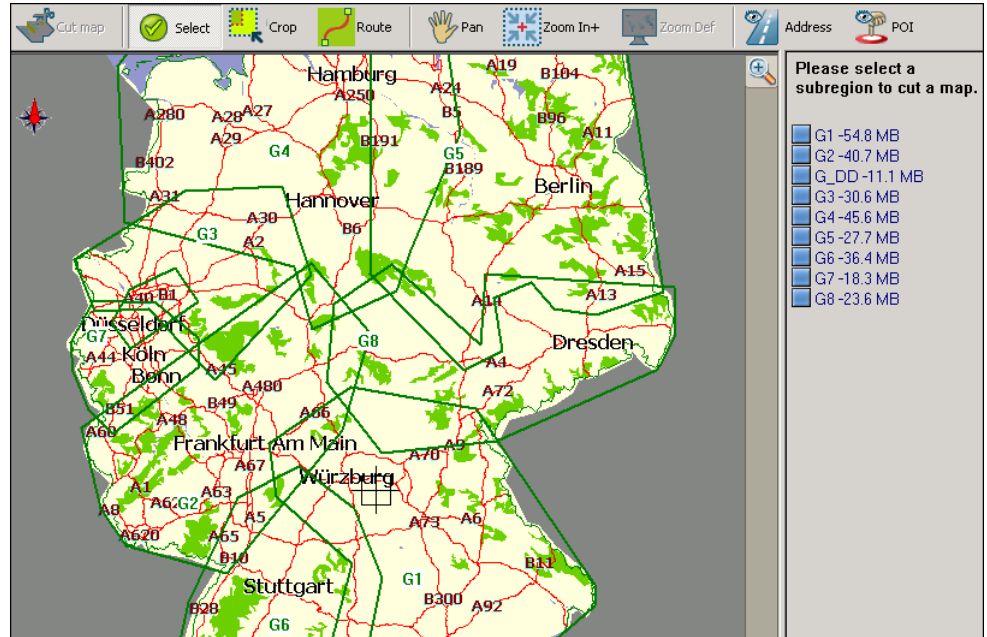 Cut map Select Crop Route Pan Zoom In+ Zoom Def Address POI
Please select a
subregion to cut a map.
G1 -54.8 MB
G2 -40.7 MB
G_DD -11.1 MB
G3 -30.6 MB
G4 -45.6 MB
G5 -27.7 MB
G6 -36.4 MB
G7 -18.3 MB
G8 -23.6 MB
A19
Hamburg B104
A250 A24
A280 A28 A27 B5 B96
A29 B191 A11
G4 G5
B402 B189
Berlin
A31 Hannover
A30
G3 A2 B6
A15
A40 B1 A14 A13
Düsseldorf
G7 G8 Dresden
A44 Köln
Bonn A45 A4
A480 A72
B51 B49 A66
A60 A48
Frankfurt Am Main A9
A67 A70
Würzburg
A1 A63
A8 A62 G2 A5 A73 A6
A620 A65
B10 B11
Stuttgart G1
B28 B300 A92
G6